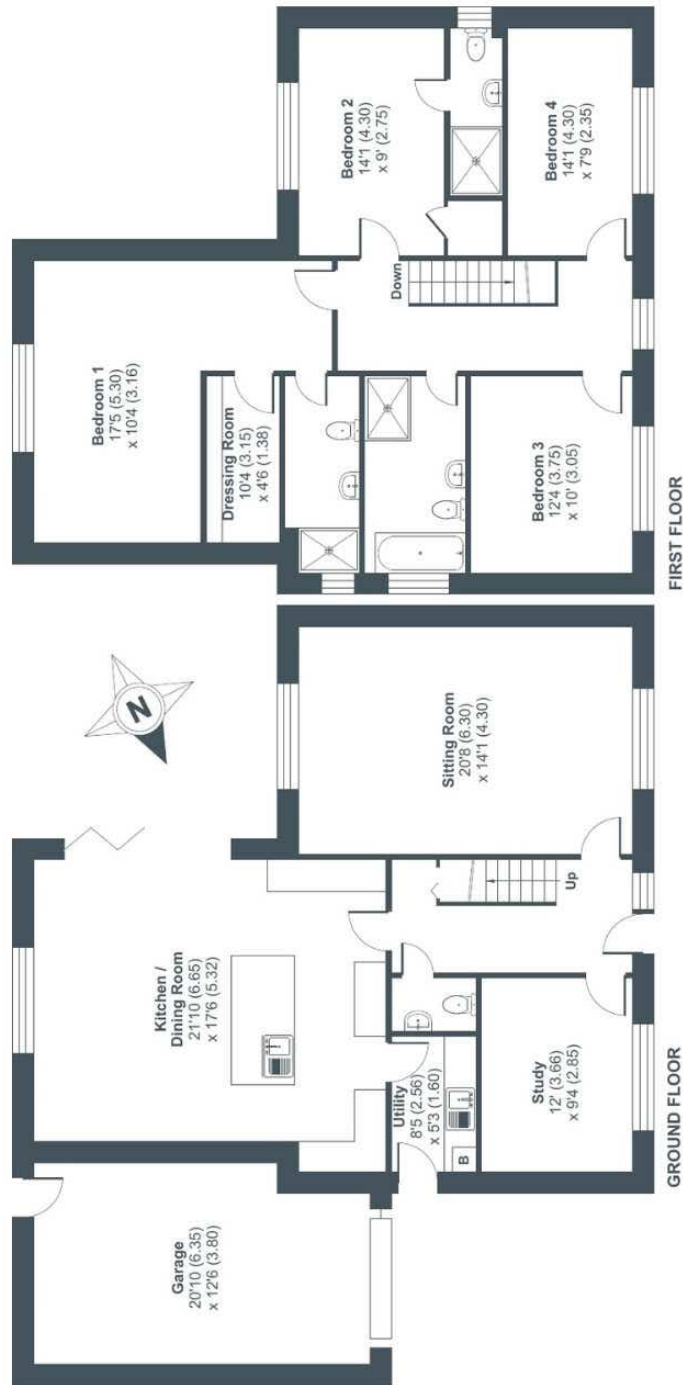 Garage
20'10 (6.35)
x 12'6 (3.80)
Kitchen /
Dining Room
21'10 (6.65)
x 17'6 (5.32)
Utility
8'5 (2.56)
x 5'3 (1.60)
B
Study
12' (3.66)
x 9'4 (2.85)
Up
Sitting Room
20'8 (6.30)
x 14'1 (4.30)
GROUND FLOOR
N
Bedroom 1
17'5 (5.30)
x 10'4 (3.16)
Dressing Room
10'4 (3.15)
x 4'6 (1.38)
Bedroom 2
14'1 (4.30)
x 9' (2.75)
Down
Bedroom 3
12'4 (3.75)
x 10' (3.05)
Bedroom 4
14'1 (4.30)
x 7'9 (2.35)
FIRST FLOOR